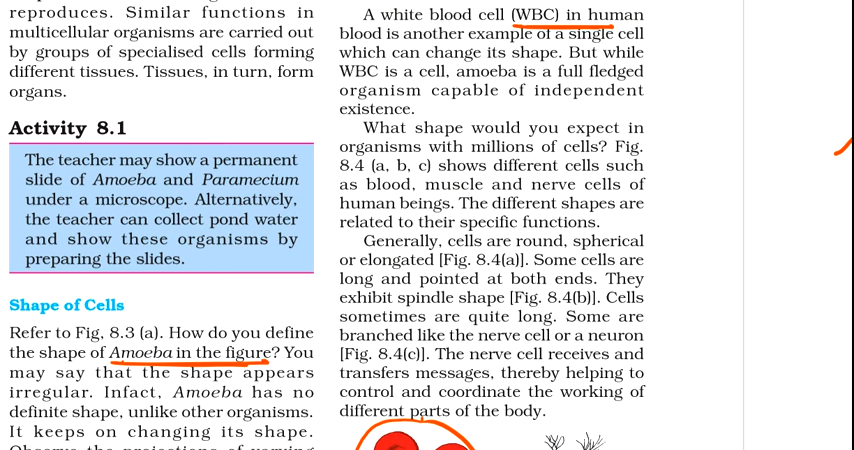 reproduces. Similar functions in
multicellular organisms are carried out
by groups of specialised cells forming
different tissues. Tissues, in turn, form
organs.
Activity 8.1
The teacher may show a permanent
slide of Amoeba and Paramecium
under a microscope. Alternatively,
the teacher can collect pond water
and show these organisms by
preparing the slides.
Shape of Cells
Refer to Fig, 8.3 (a). How do you define
the shape of Amoeba in the figure? You
may say that the shape appears
irregular. Infact, Amoeba has no
definite shape, unlike other organisms.
It keeps on changing its shape.
A white blood cell (WBC) in human
blood is another example of a single cell
which can change its shape. But while
WBC is a cell, amoeba is a full fledged
organism capable of independent
existence.
What shape would you expect in
organisms with millions of cells? Fig.
8.4 (a, b, c) shows different cells such
as blood, muscle and nerve cells of
human beings. The different shapes are
related to their specific functions.
Generally, cells are round, spherical
or elongated [Fig. 8.4(a)]. Some cells are
long and pointed at both ends. They
exhibit spindle shape [Fig. 8.4(b)]. Cells
sometimes are quite long. Some are
branched like the nerve cell or a neuron
[Fig. 8.4(c)]. The nerve cell receives and
transfers messages, thereby helping to
control and coordinate the working of
different parts of the body.